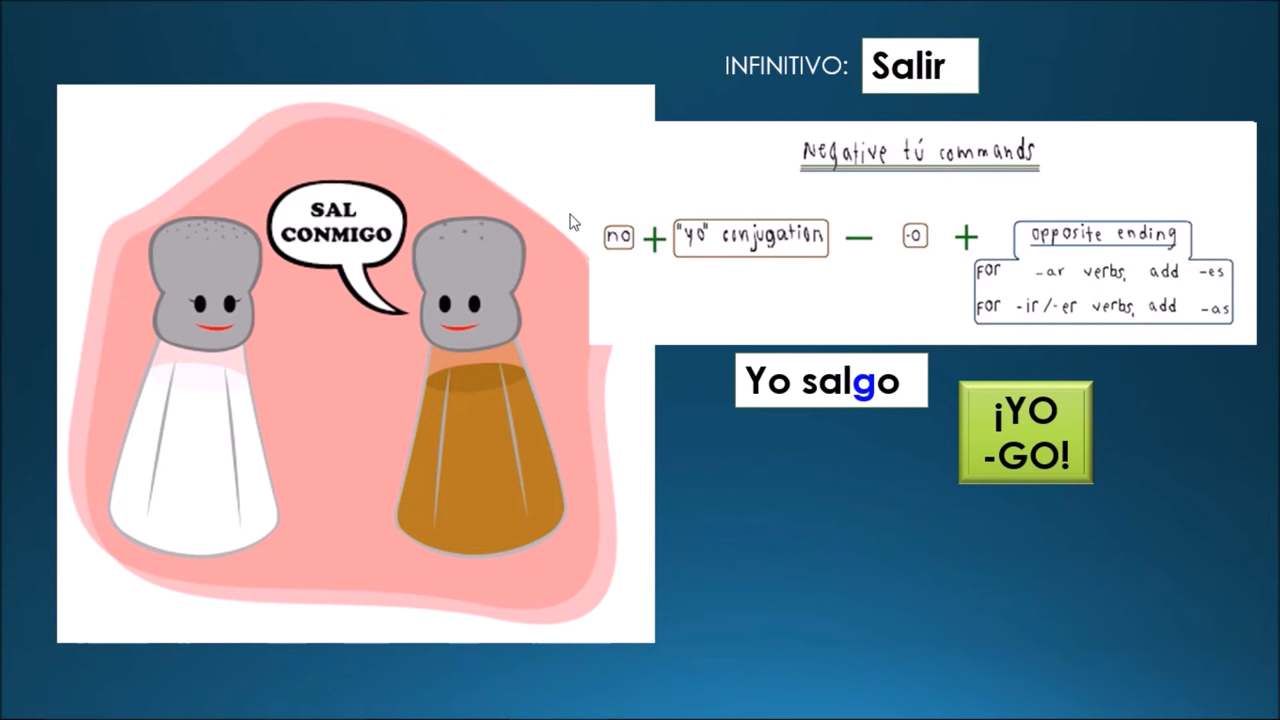 INFINITIVO: Salir
SAL
CONMIGO
Negative tú commands
no + "yo" conjugation - -o + opposite ending
For -ar verbs, add -es
For -ir/-er verbs, add -as
Yo salgo
¡YO
-GO!